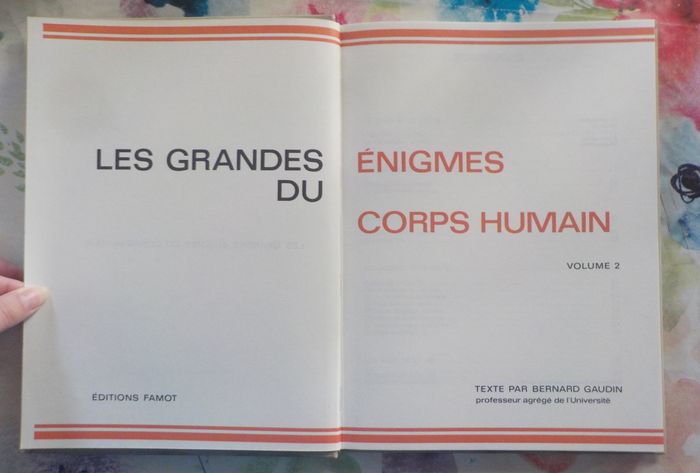 LES GRANDES ÉNIGMES
DU CORPS HUMAIN
VOLUME 2
ÉDITIONS FAMOT
TEXTE PAR BERNARD GAUDIN
professeur agrégé de l'Université